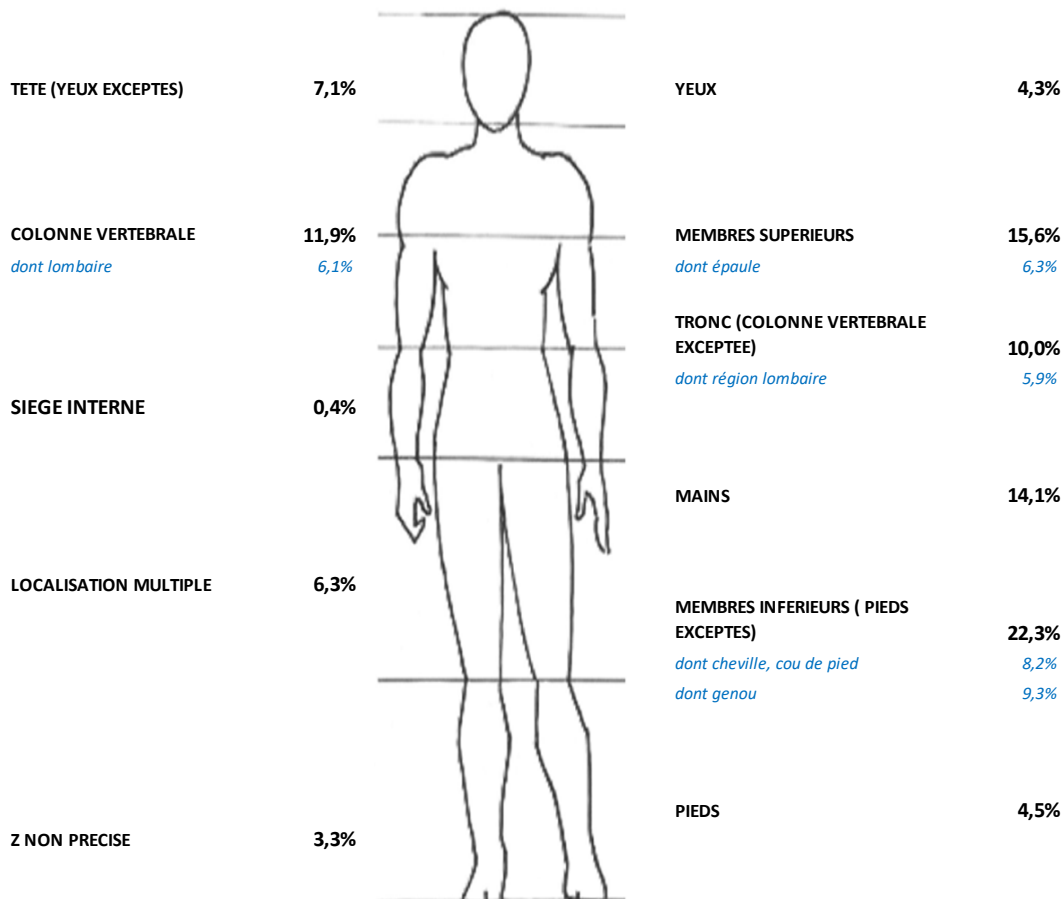 TETE (YEUX EXCEPTES) 7,1%
YEUX 4,3%
COLONNE VERTEBRALE 11,9%
dont lombaire 6,1%
MEMBRES SUPERIEURS 15,6%
dont épaule 6,3%
TRONC (COLONNE VERTEBRALE
EXCEPTEE) 10,0%
dont région lombaire 5,9%
SIEGE INTERNE 0,4%
MAINS 14,1%
LOCALISATION MULTIPLE 6,3%
MEMBRES INFERIEURS ( PIEDS
EXCEPTES) 22,3%
dont cheville, cou de pied 8,2%
dont genou 9,3%
PIEDS 4,5%
Z NON PRECISE 3,3%